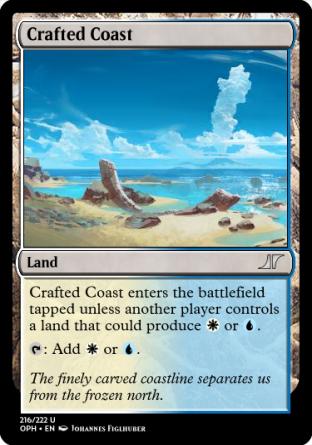 Crafted Coast
Land
Crafted Coast enters the battlefield
tapped unless another player controls
a land that could produce or .
: Add or .
The finely carved coastline separates us
from the frozen north.
216/222 U
OPH • EN Johannes Figlhuber